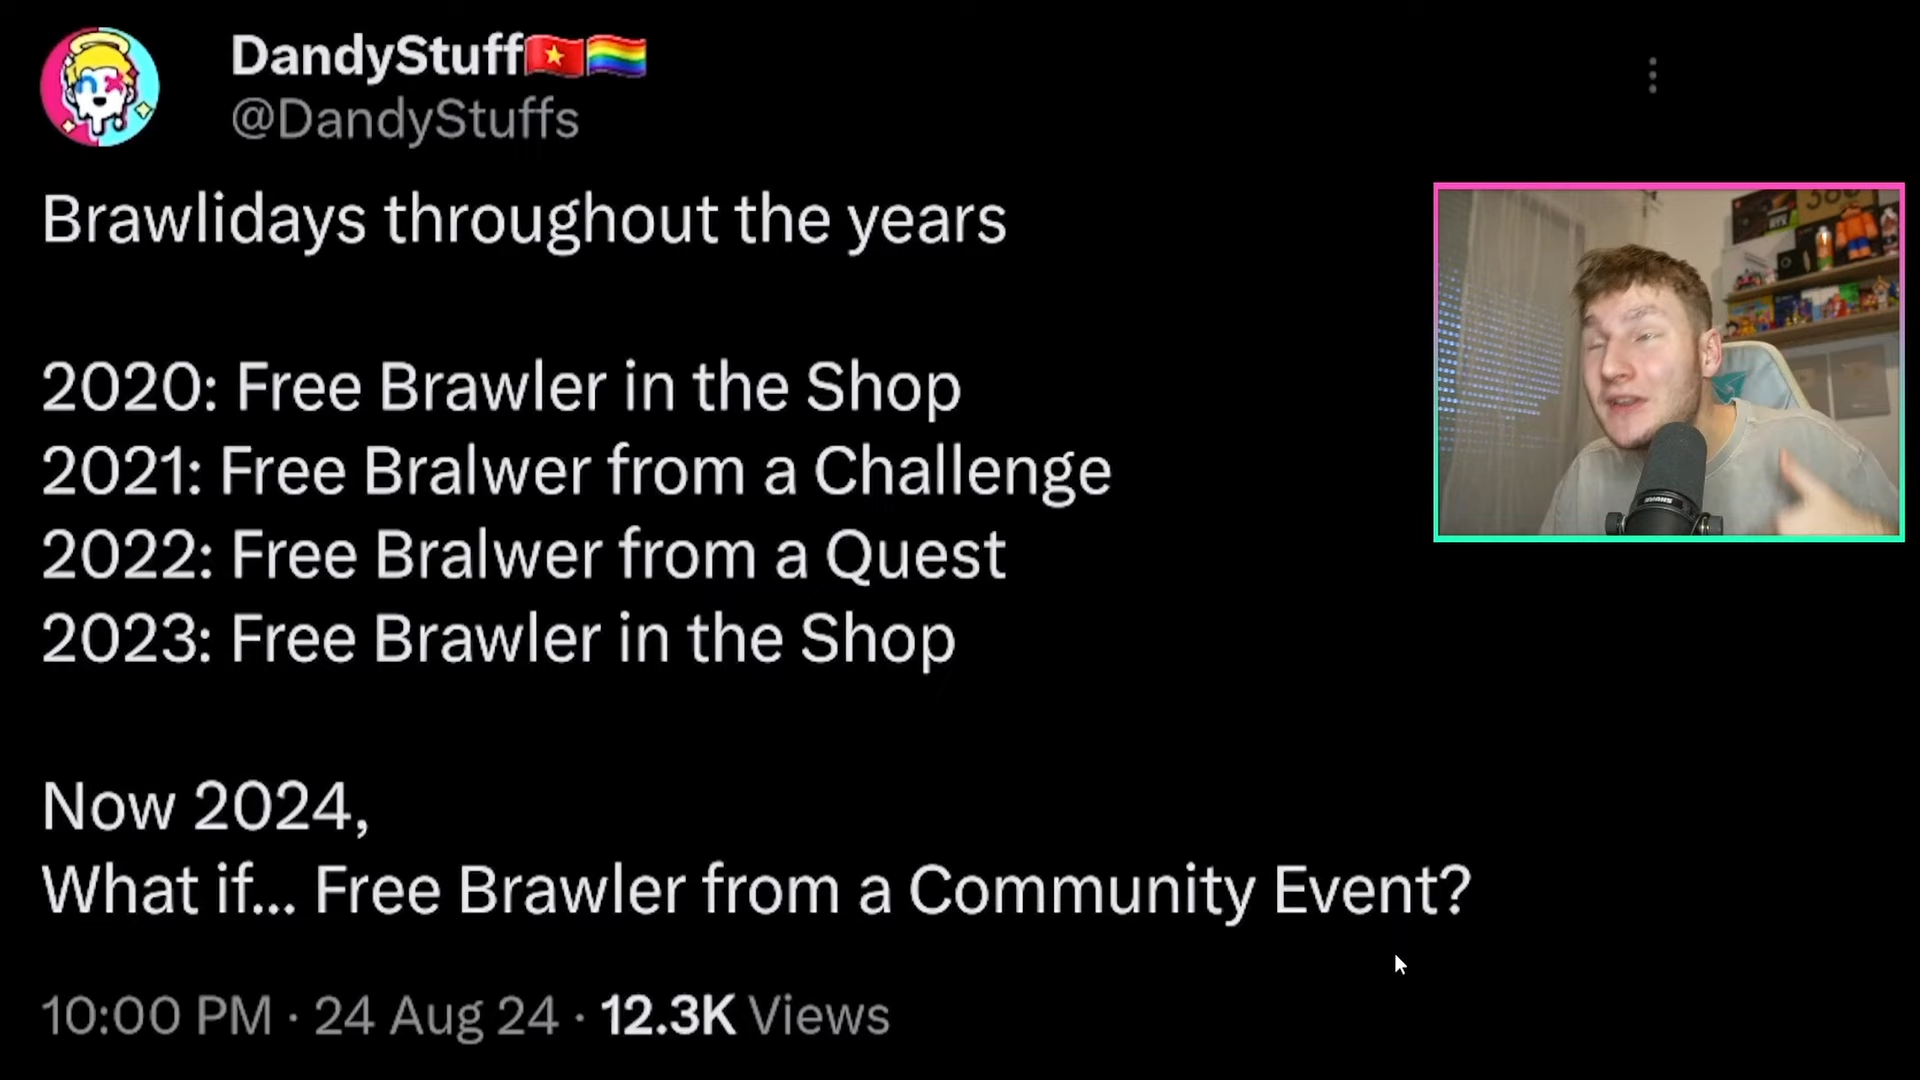 DandyStuff🇻🇳🏳️‍🌈
@DandyStuffs
Brawlidays throughout the years
2020: Free Brawler in the Shop
2021: Free Bralwer from a Challenge
2022: Free Bralwer from a Quest
2023: Free Brawler in the Shop
Now 2024,
What if... Free Brawler from a Community Event?
10:00 PM · 24 Aug 24 · 12.3K Views
SHURE